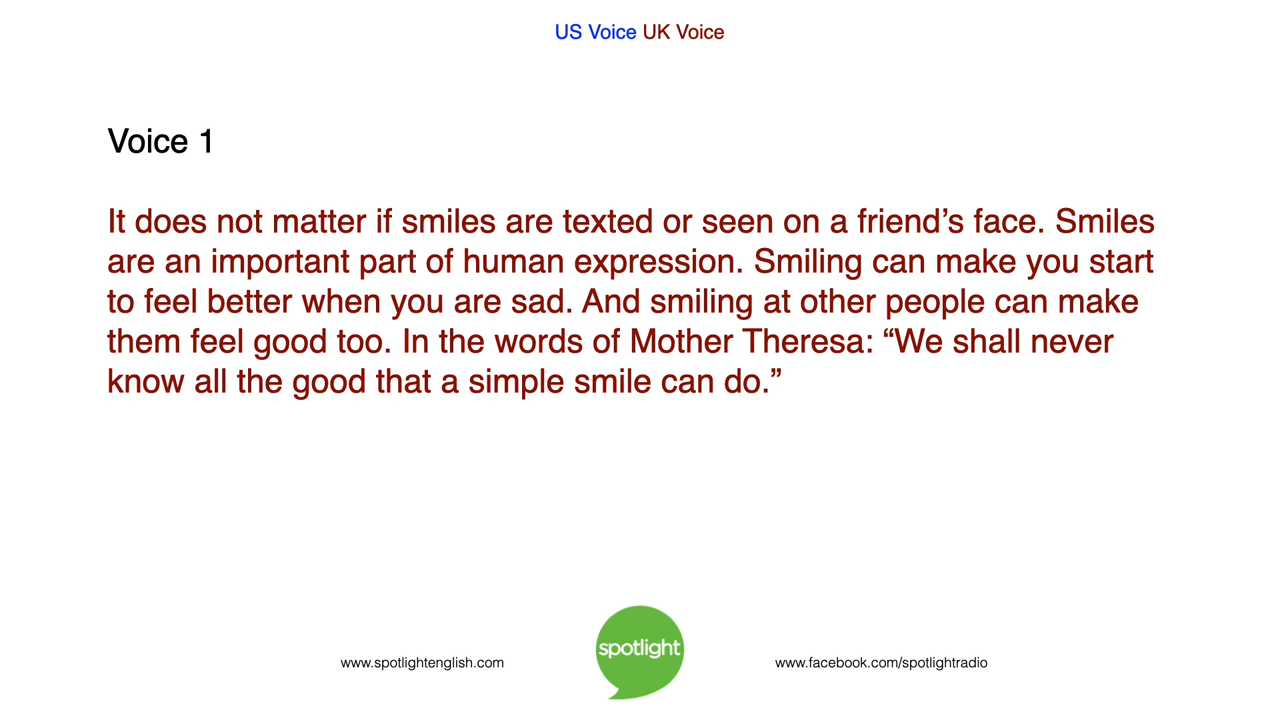 US Voice UK Voice
Voice 1
It does not matter if smiles are texted or seen on a friend’s face. Smiles
are an important part of human expression. Smiling can make you start
to feel better when you are sad. And smiling at other people can make
them feel good too. In the words of Mother Theresa: “We shall never
know all the good that a simple smile can do.”
spotlight
www.spotlightenglish.com
www.facebook.com/spotlightradio